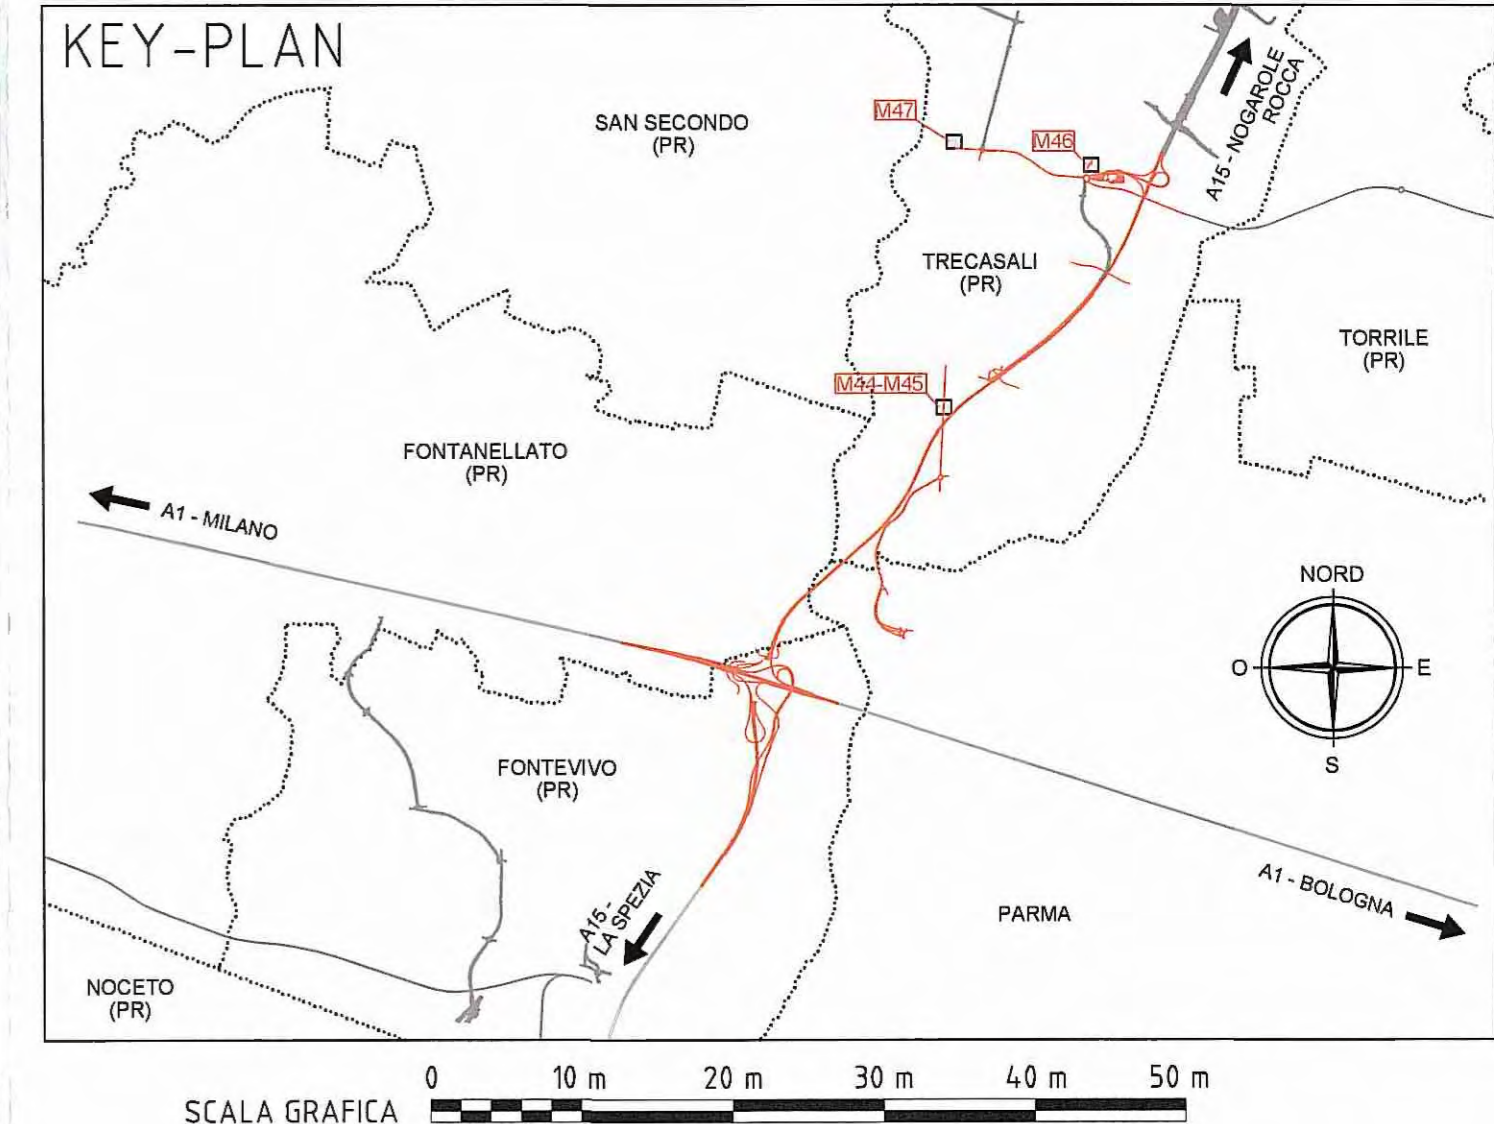 KEY-PLAN
SAN SECONDO
(PR)
M47
M46
A15 - NOGAROLE
ROCCA
TRECASALI
(PR)
TORRILE
(PR)
M44-M45
FONTANELLATO
(PR)
A1 - MILANO
NORD
O
E
S
FONTEVIVO
(PR)
A15 -
LA SPEZIA
A1 - BOLOGNA
PARMA
NOCETO
(PR)
0 10 m 20 m 30 m 40 m 50 m
SCALA GRAFICA